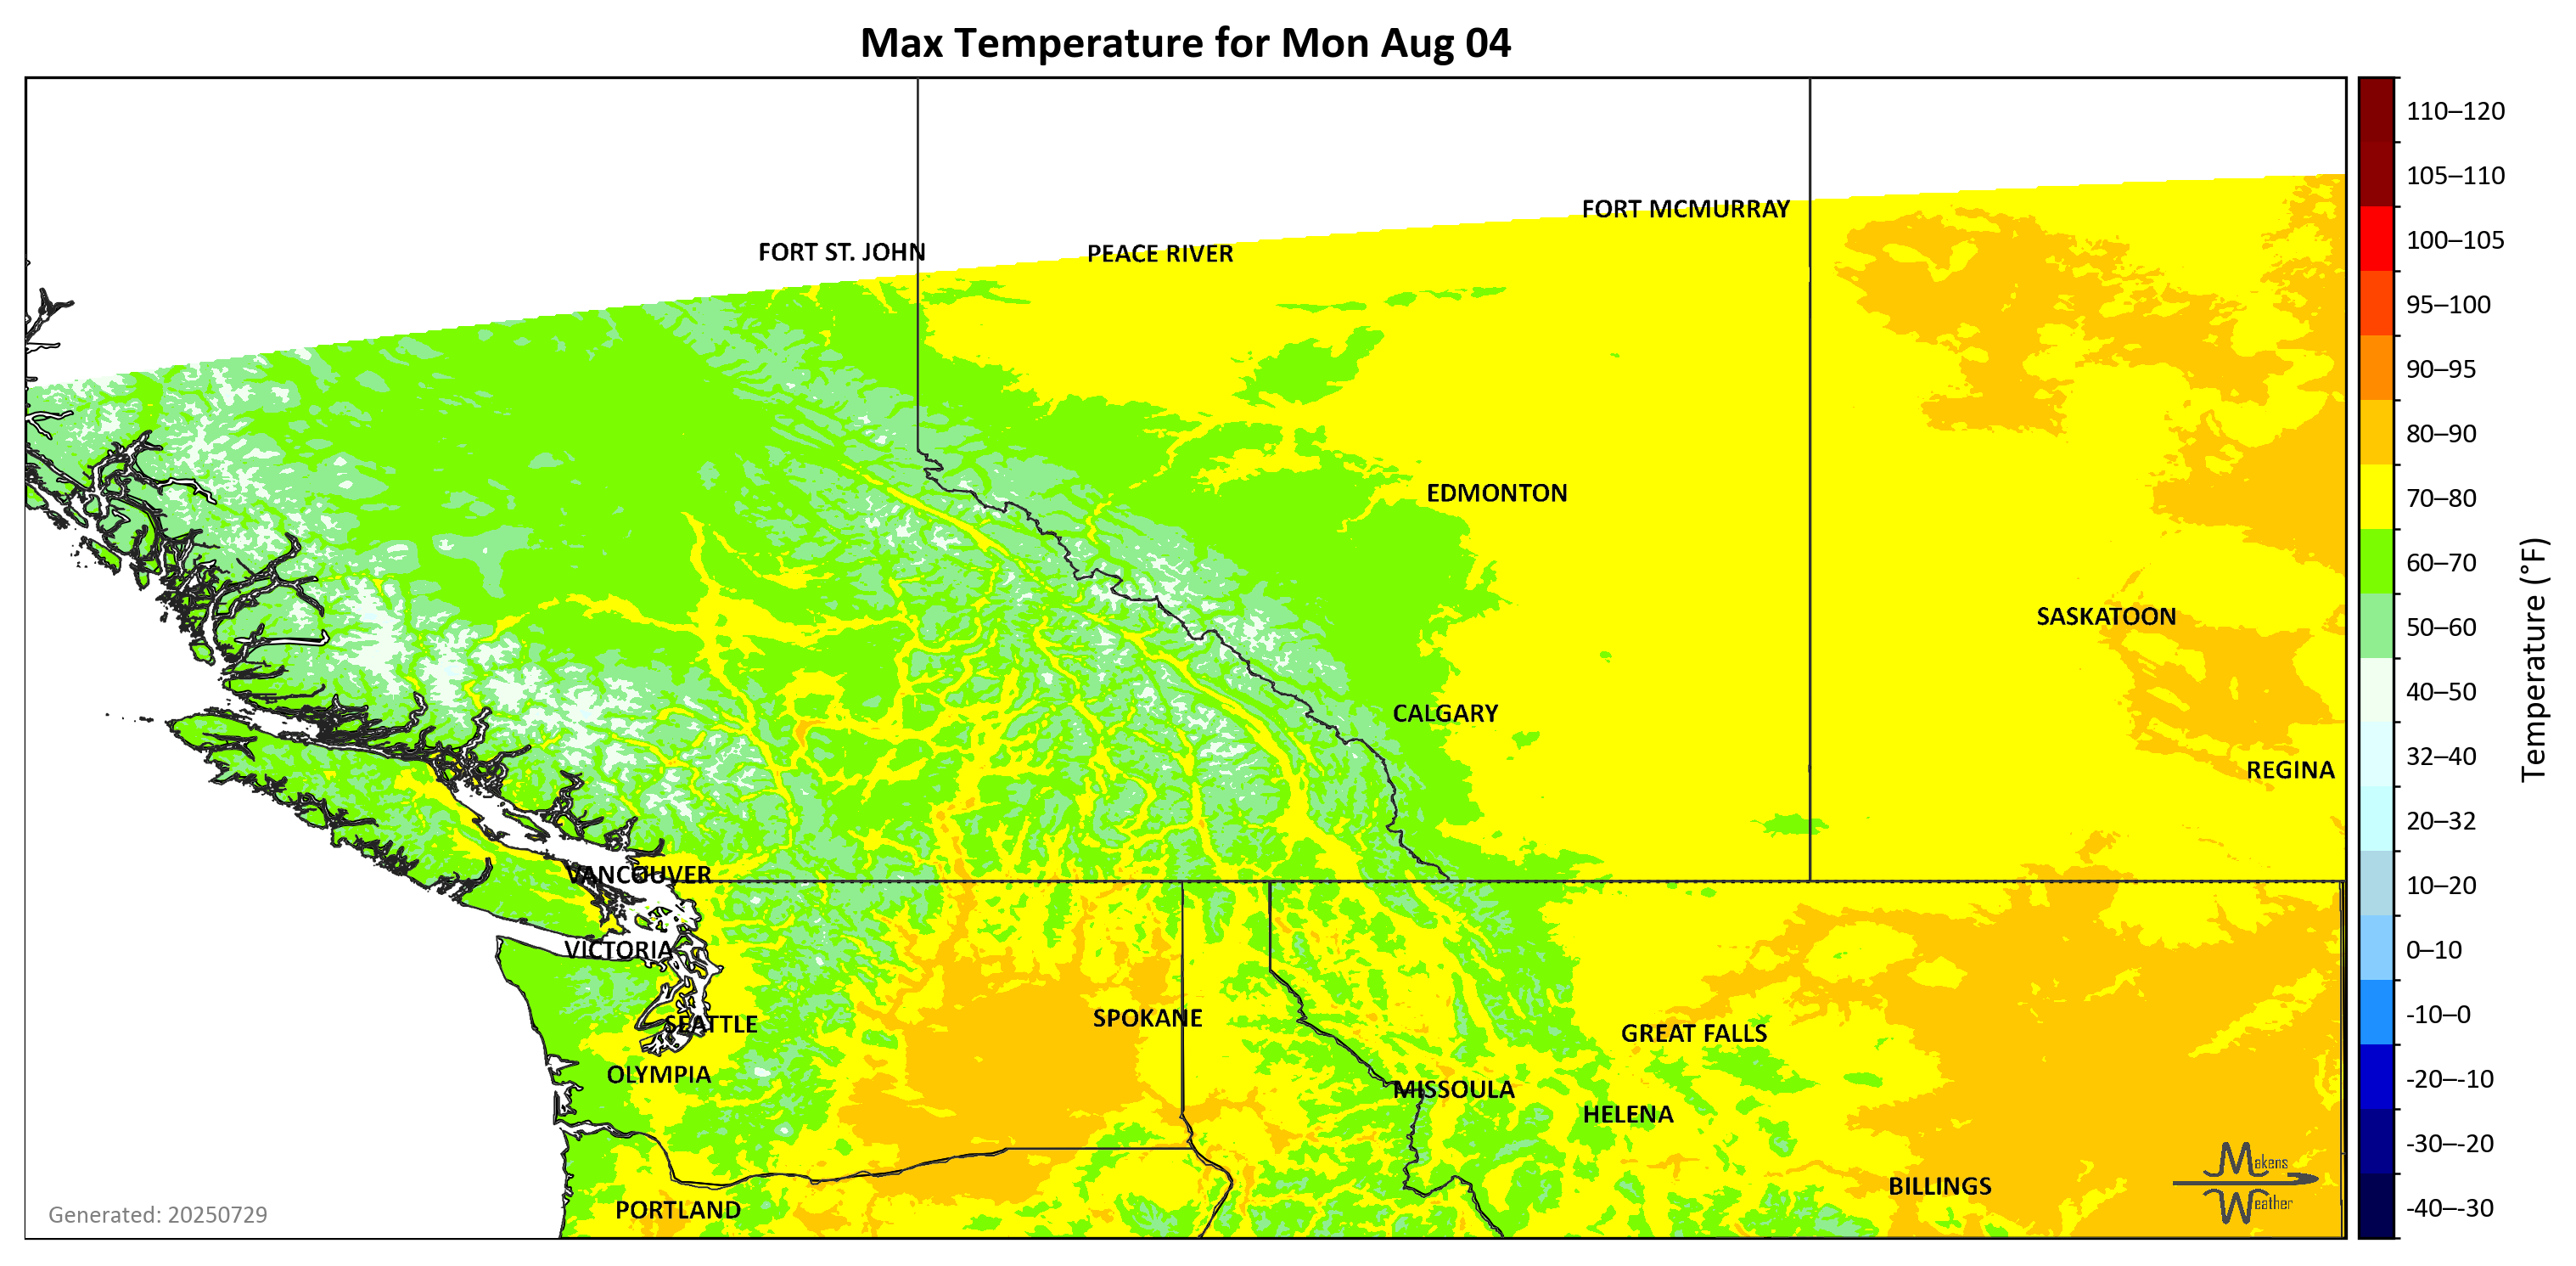 Max Temperature for Mon Aug 04
110–120
105–110
FORT MCMURRAY
100–105
FORT ST. JOHN
PEACE RIVER
95–100
90–95
80–90
EDMONTON
70–80
60–70
SASKATOON
50–60
40–50
CALGARY
32–40
REGINA
Temperature (°F)
20–32
VANCOUVER
10–20
VICTORIA
0–10
SEATTLE
SPOKANE
-10–0
GREAT FALLS
OLYMPIA
-20–-10
MISSOULA
HELENA
-30–-20
Makens
Weather
BILLINGS
-40–-30
PORTLAND
Generated: 20250729